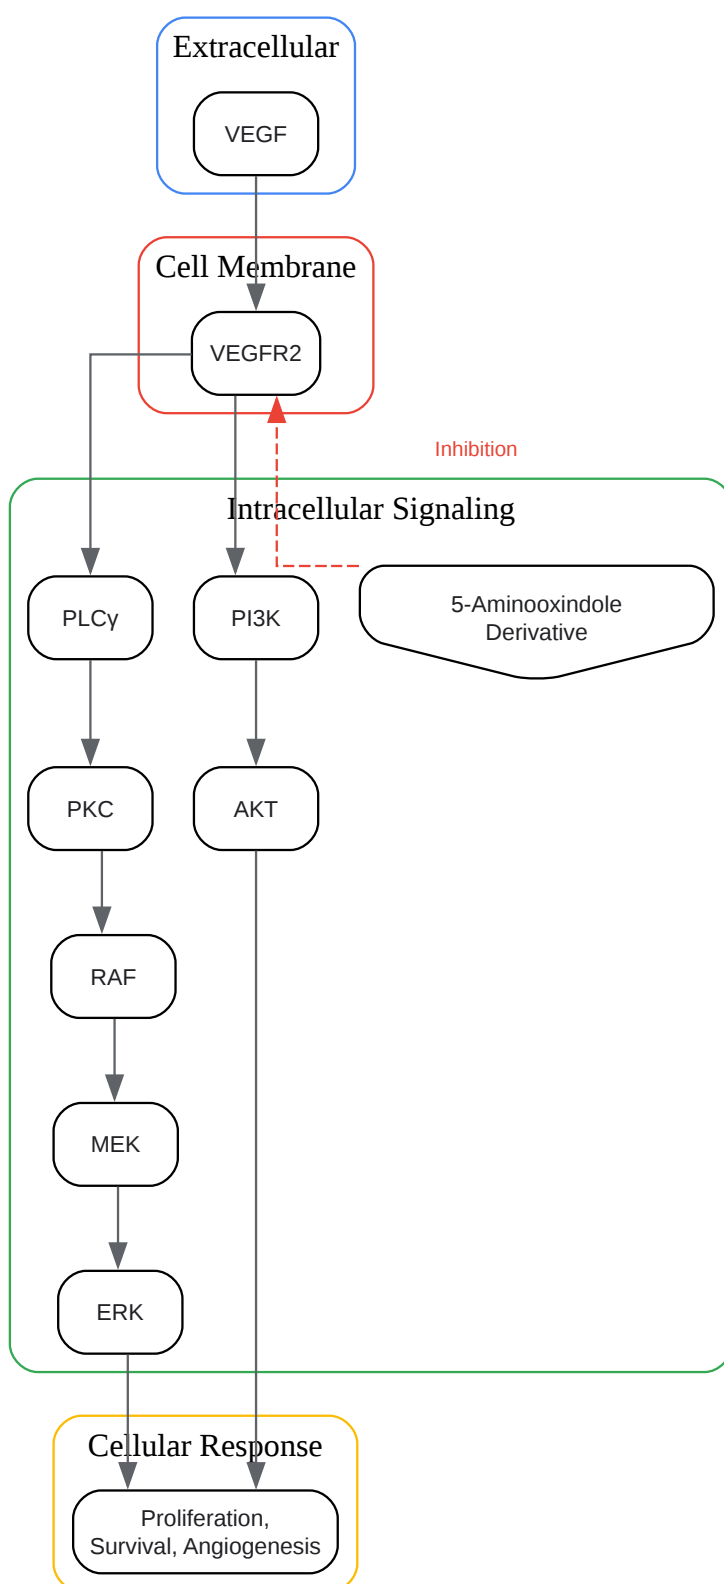 Extracellular
VEGF
Cell Membrane
VEGFR2
Inhibition
Intracellular Signaling
PLCγ
PI3K
5-Aminooxindole
Derivative
PKC
AKT
RAF
MEK
ERK
Cellular Response
Proliferation,
Survival, Angiogenesis